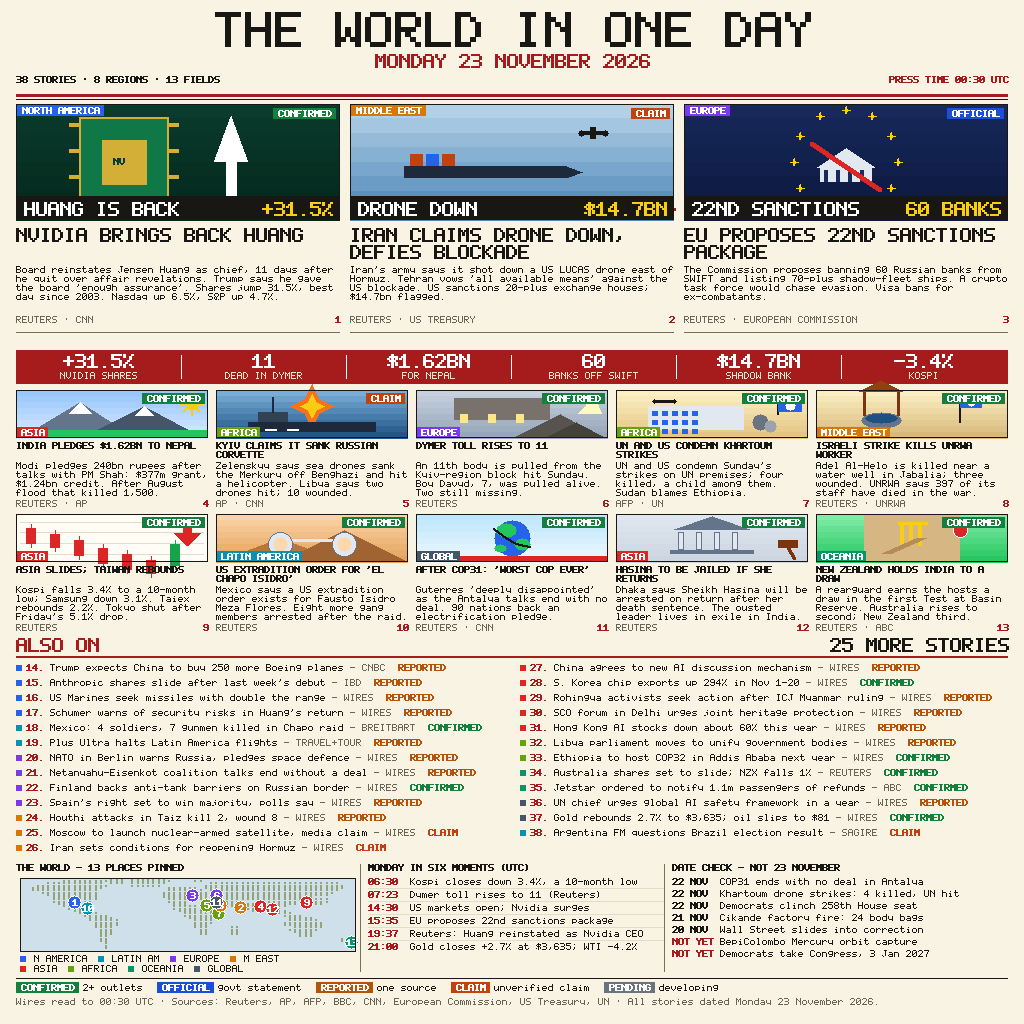 THE WORLD IN ONE DAY
MONDAY 23 NOVEMBER 2026
38 STORIES · 8 REGIONS · 13 FIELDS
PRESS TIME 00:30 UTC
NORTH AMERICA
CONFIRMED
NV
HUANG IS BACK
+31.5%
NVIDIA BRINGS BACK HUANG
Board reinstates Jensen Huang as chief, 11 days after
he quit over affair revelations. Trump says he gave
the board 'enough assurance'. Shares jump 31.5%, best
day since 2003. Nasdaq up 6.5%, S&P up 4.7%.
REUTERS · CNN
1
MIDDLE EAST
CLAIM
DRONE DOWN
$14.7BN
IRAN CLAIMS DRONE DOWN,
DEFIES BLOCKADE
Iran's army says it shot down a US LUCAS drone east of
Hormuz. Tehran vows 'all available means' against the
US blockade. US sanctions 20-plus exchange houses;
$14.7bn flagged.
REUTERS · US TREASURY
2
EUROPE
OFFICIAL
22ND SANCTIONS
60 BANKS
EU PROPOSES 22ND SANCTIONS
PACKAGE
The Commission proposes banning 60 Russian banks from
SWIFT and listing 70-plus shadow-fleet ships. A crypto
task force would chase evasion. Visa bans for
ex-combatants.
REUTERS · EUROPEAN COMMISSION
3
+31.5%
NVIDIA SHARES
11
DEAD IN DYMER
$1.62BN
FOR NEPAL
60
BANKS OFF SWIFT
$14.7BN
SHADOW BANK
-3.4%
KOSPI
CONFIRMED
ASIA
INDIA PLEDGES $1.62BN TO NEPAL
Modi pledges 240bn rupees after
talks with PM Shah: $377m grant,
$1.24bn credit. After August
flood that killed 1,500.
REUTERS · AP
4
CLAIM
AFRICA
KYIV CLAIMS IT SANK RUSSIAN
CORVETTE
Zelenskyy says sea drones sank
the Merkury off Benghazi and hit
a helicopter. Libya says two
drones hit; 10 wounded.
AP · CNN
5
CONFIRMED
EUROPE
DYMER TOLL RISES TO 11
An 11th body is pulled from the
Kyiv-region block hit Sunday.
Boy Davyd, 7, was pulled alive.
Two still missing.
REUTERS
6
CONFIRMED
AFRICA
UN AND US CONDEMN KHARTOUM
STRIKES
UN and US condemn Sunday's
strikes on UN premises; four
killed, a child among them.
Sudan blames Ethiopia.
AFP · UN
7
CONFIRMED
MIDDLE EAST
ISRAELI STRIKE KILLS UNRWA
WORKER
Adel Al-Helo is killed near a
water well in Jabalia; three
wounded. UNRWA says 397 of its
staff have died in the war.
REUTERS · UNRWA
8
CONFIRMED
ASIA
ASIA SLIDES; TAIWAN REBOUNDS
Kospi falls 3.4% to a 10-month
low; Samsung down 3.1%. Taiex
rebounds 2.2%. Tokyo shut after
Friday's 5.1% drop.
REUTERS
9
CONFIRMED
LATIN AMERICA
US EXTRADITION ORDER FOR 'EL
CHAPO ISIDRO'
Mexico says a US extradition
order exists for Fausto Isidro
Meza Flores. Eight more gang
members arrested after the raid.
REUTERS
10
CONFIRMED
GLOBAL
AFTER COP31: 'WORST COP EVER'
Guterres 'deeply disappointed'
as the Antalya talks end with no
deal. 90 nations back an
electrification pledge.
REUTERS · CNN
11
CONFIRMED
ASIA
HASINA TO BE JAILED IF SHE
RETURNS
Dhaka says Sheikh Hasina will be
arrested on return after her
death sentence. The ousted
leader lives in exile in India.
REUTERS
12
CONFIRMED
OCEANIA
NEW ZEALAND HOLDS INDIA TO A
DRAW
A rearguard earns the hosts a
draw in the first Test at Basin
Reserve. Australia rises to
second; New Zealand third.
REUTERS · ABC
13
ALSO ON
25 MORE STORIES
14. Trump expects China to buy 250 more Boeing planes - CNBC REPORTED
15. Anthropic shares slide after last week's debut - IBD REPORTED
16. US Marines seek missiles with double the range - WIRES REPORTED
17. Schumer warns of security risks in Huang's return - WIRES REPORTED
18. Mexico: 4 soldiers, 7 gunmen killed in Chapo raid - BREITBART CONFIRMED
19. Plus Ultra halts Latin America flights - TRAVEL+TOUR REPORTED
20. NATO in Berlin warns Russia, pledges space defence - WIRES REPORTED
21. Netanyahu-Eisenkot coalition talks end without a deal - WIRES REPORTED
22. Finland backs anti-tank barriers on Russian border - WIRES CONFIRMED
23. Spain's right set to win majority, polls say - WIRES REPORTED
24. Houthi attacks in Taiz kill 2, wound 8 - WIRES REPORTED
25. Moscow to launch nuclear-armed satellite, media claim - WIRES CLAIM
26. Iran sets conditions for reopening Hormuz - WIRES CLAIM
27. China agrees to new AI discussion mechanism - WIRES REPORTED
28. S. Korea chip exports up 294% in Nov 1-20 - WIRES CONFIRMED
29. Rohingya activists seek action after ICJ Myanmar ruling - WIRES REPORTED
30. SCO forum in Delhi urges joint heritage protection - WIRES REPORTED
31. Hong Kong AI stocks down about 60% this year - WIRES REPORTED
32. Libya parliament moves to unify government bodies - WIRES REPORTED
33. Ethiopia to host COP32 in Addis Ababa next year - WIRES CONFIRMED
34. Australia shares set to slide; NZX falls 1% - REUTERS CONFIRMED
35. Jetstar ordered to notify 1.1m passengers of refunds - ABC CONFIRMED
36. UN chief urges global AI safety framework in a year - WIRES REPORTED
37. Gold rebounds 2.7% to $3,635; oil slips to $81 - WIRES CONFIRMED
38. Argentina FM questions Brazil election result - SAGIRE CLAIM
THE WORLD - 13 PLACES PINNED
1
3
6
7
2
4
12
9
N AMERICA LATIN AM EUROPE M EAST
ASIA AFRICA OCEANIA GLOBAL
MONDAY IN SIX MOMENTS (UTC)
06:30 Kospi closes down 3.4%, a 10-month low
07:23 Dymer toll rises to 11 (Reuters)
14:30 US markets open; Nvidia surges
15:35 EU proposes 22nd sanctions package
19:37 Reuters: Huang reinstated as Nvidia CEO
21:00 Gold closes +2.7% at $3,635; WTI -4.2%
DATE CHECK - NOT 23 NOVEMBER
22 NOV COP31 ends with no deal in Antalya
22 NOV Khartoum drone strikes: 4 killed, UN hit
22 NOV Democrats clinch 258th House seat
21 NOV Cikande factory fire: 24 body bags
20 NOV Wall Street slides into correction
NOT YET BepiColombo Mercury orbit capture
NOT YET Democrats take Congress, 3 Jan 2027
CONFIRMED 2+ outlets OFFICIAL govt statement REPORTED one source CLAIM unverified claim PENDING developing
Wires read to 00:30 UTC · Sources: Reuters, AP, AFP, BBC, CNN, European Commission, US Treasury, UN · All stories dated Monday 23 November 2026.